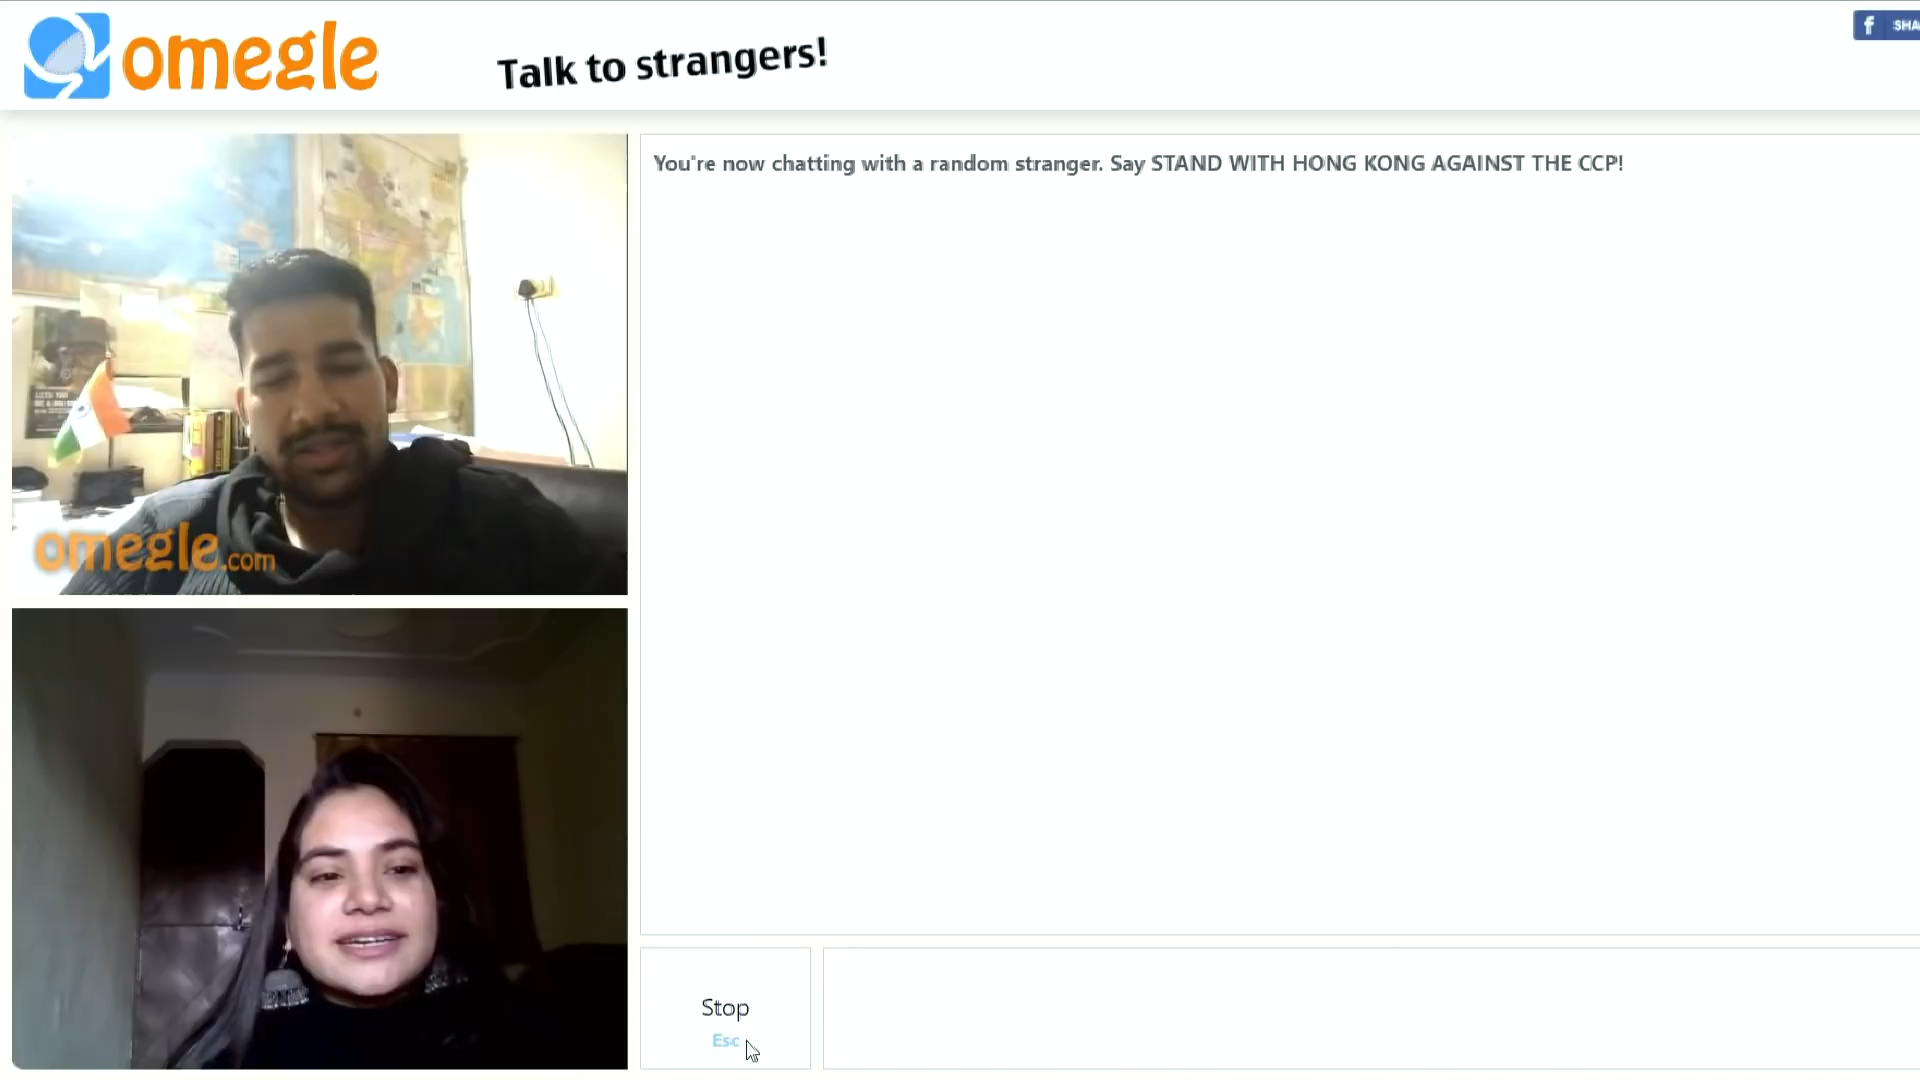 omegle
Talk to strangers!
f SHA
You're now chatting with a random stranger. Say STAND WITH HONG KONG AGAINST THE CCP!
omegle.com
Stop
Esc